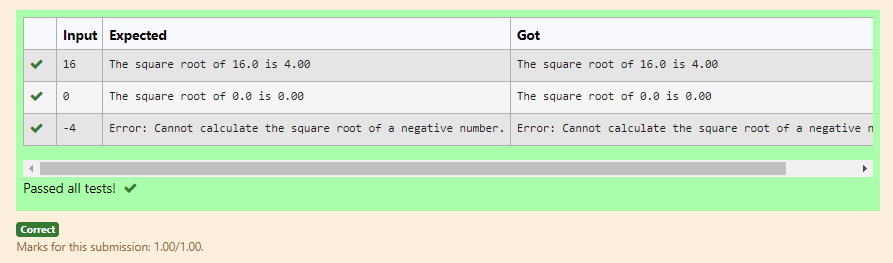 Input Expected Got
16 The square root of 16.0 is 4.00 The square root of 16.0 is 4.00
0 The square root of 0.0 is 0.00 The square root of 0.0 is 0.00
-4 Error: Cannot calculate the square root of a negative number. Error: Cannot calculate the square root of a negative n
Passed all tests!
Correct
Marks for this submission: 1.00/1.00.